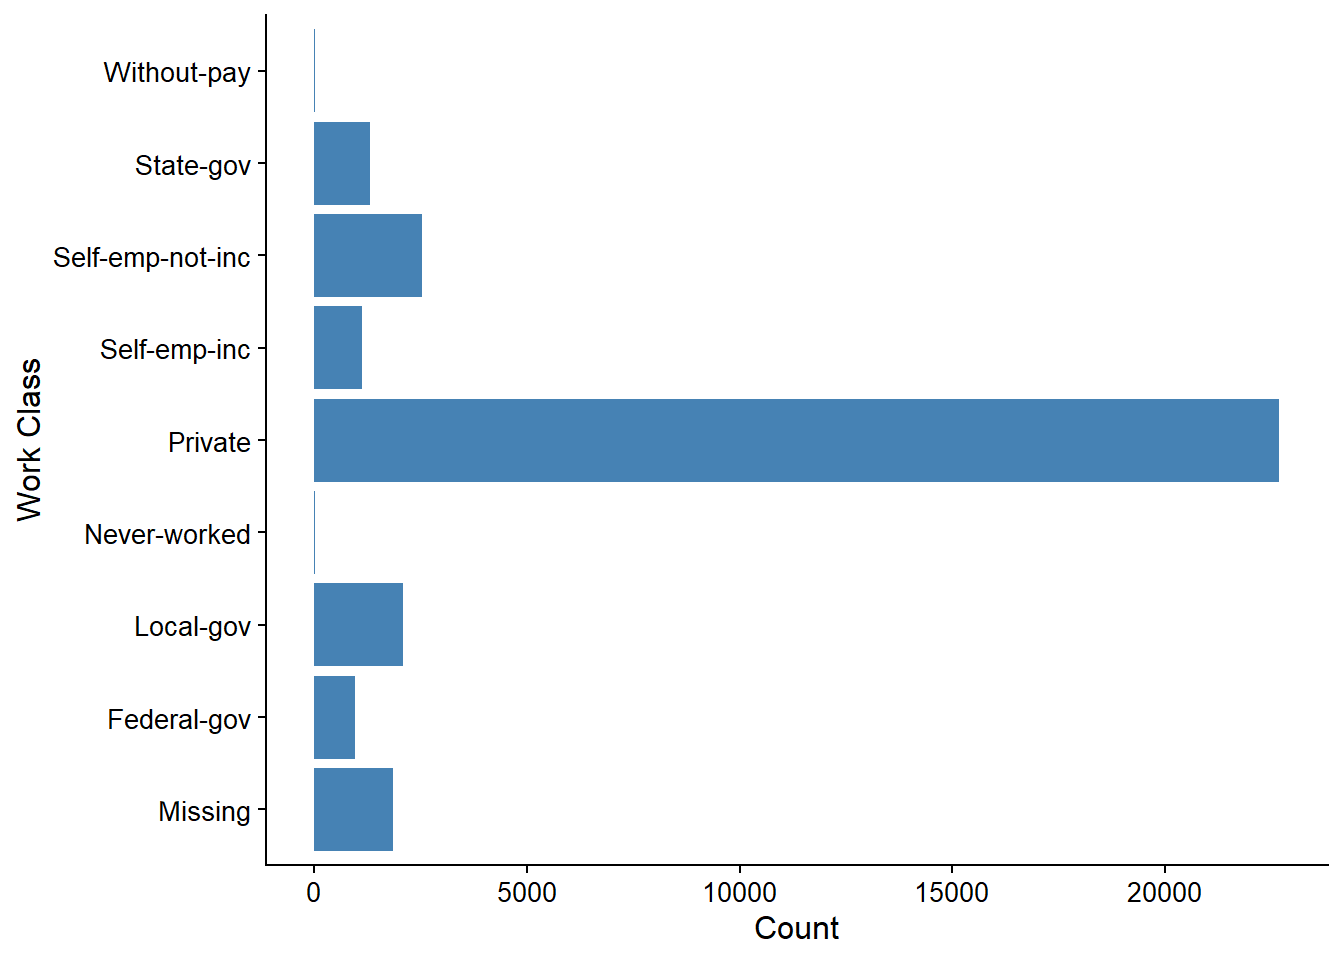 Without-pay
State-gov
Self-emp-not-inc
Self-emp-inc
Private
Never-worked
Local-gov
Federal-gov
Missing
Work Class
0 5000 10000 15000 20000
Count